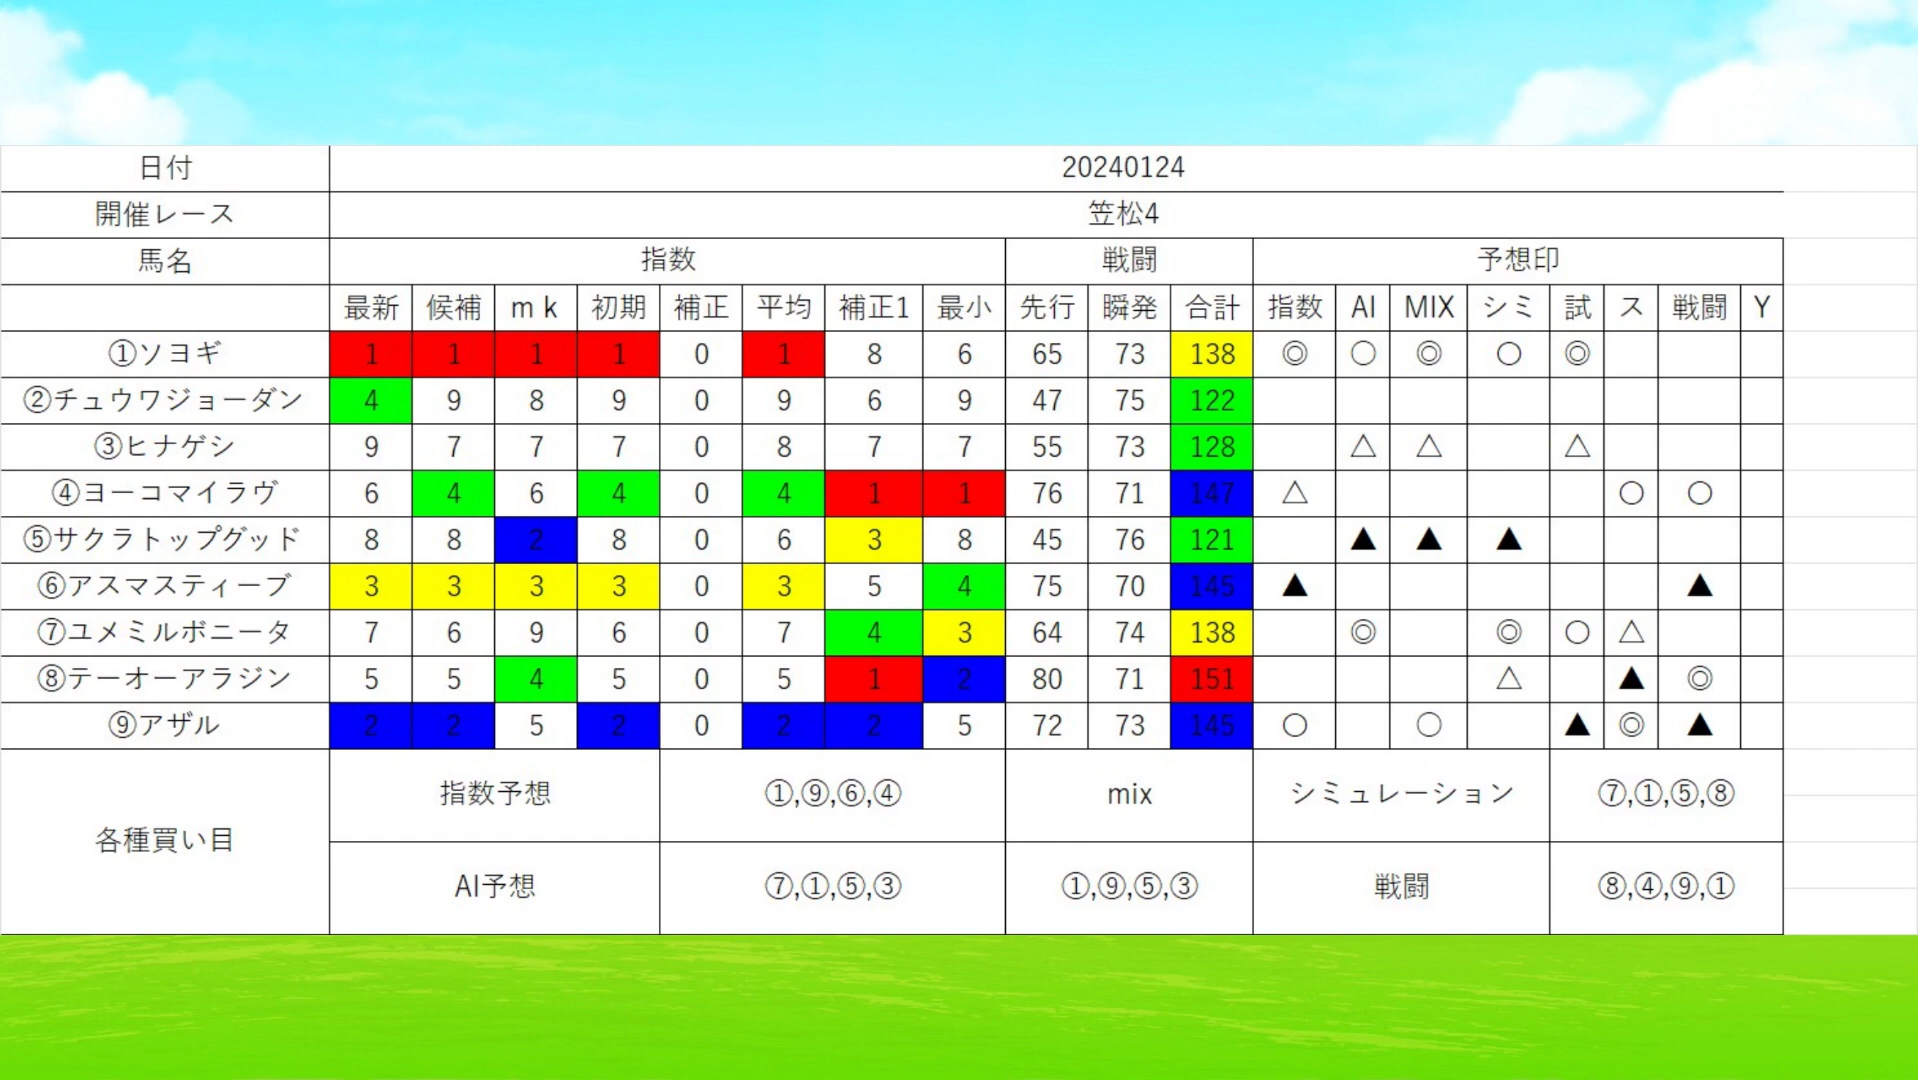 日付 20240124
開催レース 笠松4
馬名 指数 戦闘 予想印
最新 候補 mk 初期 補正 平均 補正1 最小 先行 瞬発 合計 指数 AI MIX シミ 試 ス 戦闘 Y
①ソヨギ 1 1 1 1 0 1 8 6 65 73 138 ◎ ○ ◎ ○ ◎
②チュウワジョーダン 4 9 8 9 0 9 6 9 47 75 122
③ヒナゲシ 9 7 7 7 0 8 7 7 55 73 128 △ △ △
④ヨーコマイラヴ 6 4 6 4 0 4 1 1 76 71 147 △ ○ ○
⑤サクラトップグッド 8 8 2 8 0 6 3 8 45 76 121 ▲ ▲ ▲
⑥アスマスティーブ 3 3 3 3 0 3 5 4 75 70 145 ▲ ▲
⑦ユメミルボニータ 7 6 9 6 0 7 4 3 64 74 138 ◎ ◎ ○ △
⑧テーオーアラジン 5 5 4 5 0 5 1 2 80 71 151 △ ▲ ◎
⑨アザル 2 2 5 2 0 2 2 5 72 73 145 ○ ○ ▲ ◎ ▲
各種買い目
指数予想 ①,⑨,⑥,④ mix シミュレーション ⑦,①,⑤,⑧
AI予想 ⑦,①,⑤,③ ①,⑨,⑤,③ 戦闘 ⑧,④,⑨,①